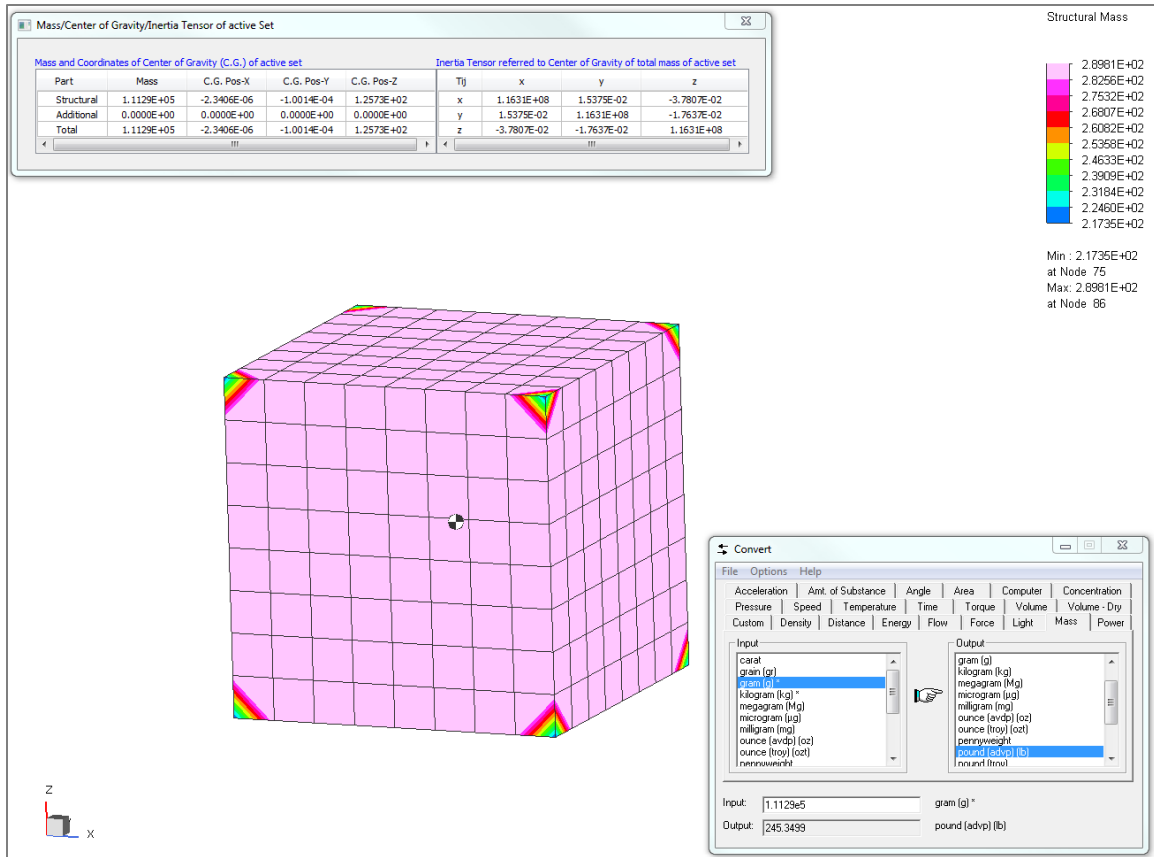 Mass/Center of Gravity/Inertia Tensor of active Set
Mass and Coordinates of Center of Gravity (C.G.) of active set
Part Mass C.G. Pos-X C.G. Pos-Y C.G. Pos-Z
Structural 1.1129E+05 -2.3406E-06 -1.0014E-04 1.2573E+02
Additional 0.0000E+00 0.0000E+00 0.0000E+00 0.0000E+00
Total 1.1129E+05 -2.3406E-06 -1.0014E-04 1.2573E+02
Inertia Tensor referred to Center of Gravity of total mass of active set
Tij x y z
x 1.1631E+08 1.5375E-02 -3.7807E-02
y 1.5375E-02 1.1631E+08 -1.7637E-02
z -3.7807E-02 -1.7637E-02 1.1631E+08
Structural Mass
2.8981E+02
2.8256E+02
2.7532E+02
2.6807E+02
2.6082E+02
2.5358E+02
2.4633E+02
2.3909E+02
2.3184E+02
2.2460E+02
2.1735E+02
Min : 2.1735E+02
at Node 75
Max: 2.8981E+02
at Node 86
Z
X
Convert
File Options Help
Acceleration Amt. of Substance Angle Area Computer Concentration
Pressure Speed Temperature Time Torque Volume Volume - Dry
Custom Density Distance Energy Flow Force Light Mass Power
Input
carat
grain (gr)
gram (g) *
kilogram (kg) *
megagram (Mg)
microgram (µg)
milligram (mg)
ounce (avdp) (oz)
ounce (troy) (ozt)
pennyweight
Output
gram (g)
kilogram (kg)
megagram (Mg)
microgram (µg)
milligram (mg)
ounce (avdp) (oz)
ounce (troy) (ozt)
pennyweight
pound (advp) (lb)
pound (troy)
Input: 1.1129e5 gram (g) *
Output: 245.3499 pound (advp) (lb)